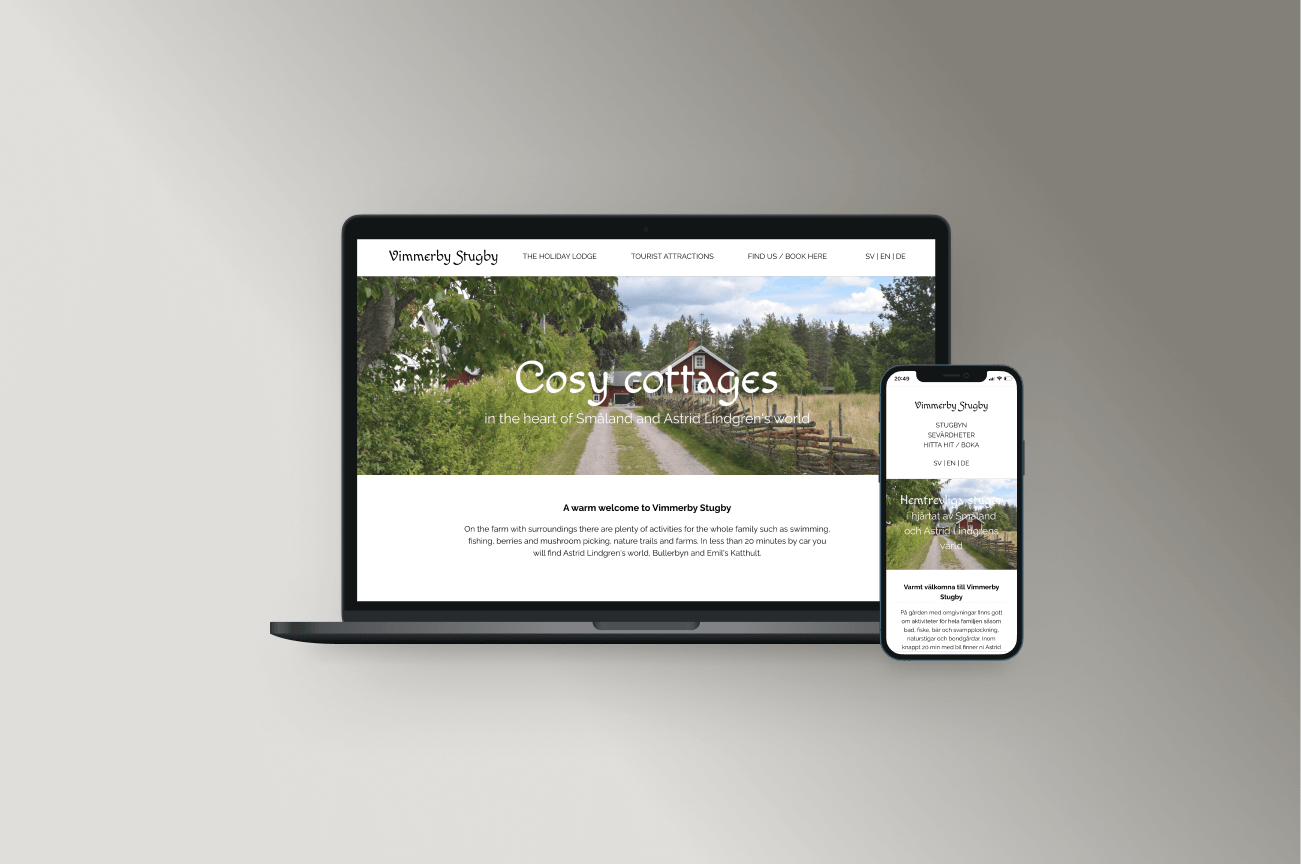 Vimmerby Stugby
THE HOLIDAY LODGE
TOURIST ATTRACTIONS
FIND US / BOOK HERE
SV | EN | DE
Cosy cottages
in the heart of Småland and Astrid Lindgren's world
A warm welcome to Vimmerby Stugby
On the farm with surroundings there are plenty of activities for the whole family such as swimming,
fishing, berries and mushroom picking, nature trails and farms. In less than 20 minutes by car you
will find Astrid Lindgren's world, Bullerbyn and Emil's Katthult.
20:49
Vimmerby Stugby
STUGBYN
SEVÄRDHETER
HITTA HIT / BOKA
SV | EN | DE
Hemtrevliga stugor
i hjärtat av Småland
och Astrid Lindgrens
värld
Varmt välkomna till Vimmerby
Stugby
På gården med omgivningar finns gott
om aktiviteter för hela familjen såsom
bad, fiske, bär och svampplockning,
naturstigar och bondgårdar. Inom
knappt 20 min med bil finner ni Astrid